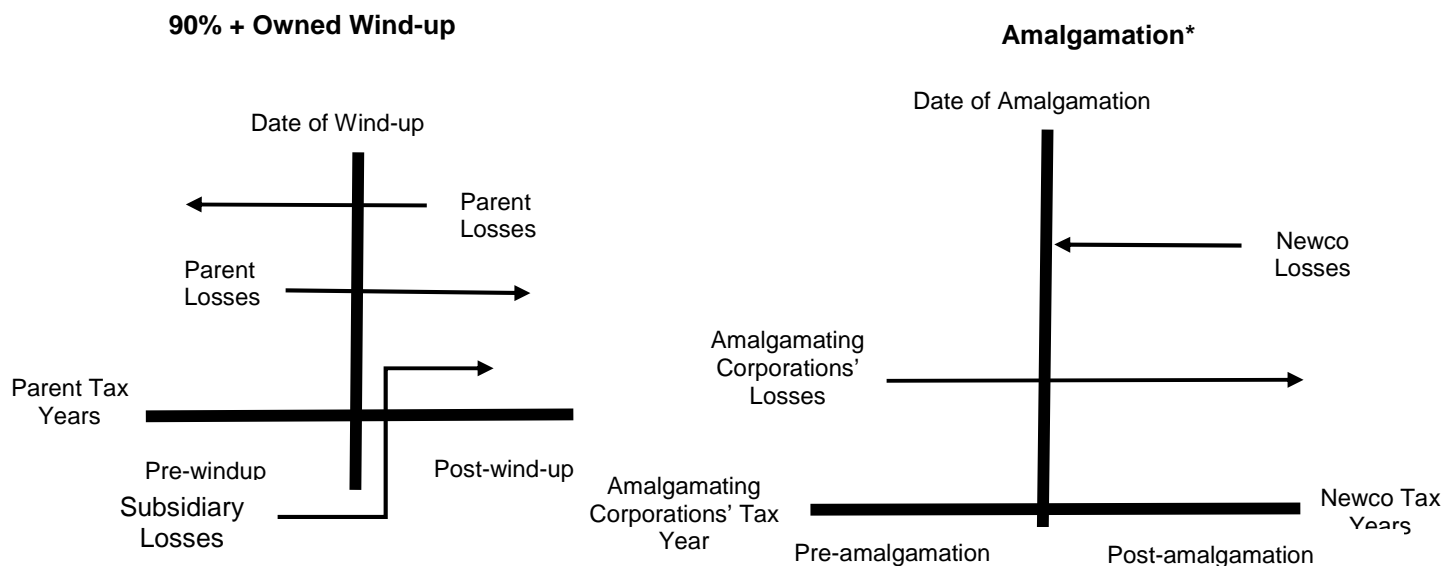 90% + Owned Wind-up
Date of Wind-up
Parent
Losses
Parent
Losses
Parent Tax
Years
Pre-windup
Post-wind-up
Subsidiary
Losses
Amalgamation*
Date of Amalgamation
Newco
Losses
Amalgamating
Corporations’
Losses
Amalgamating
Corporations’ Tax
Year
Newco Tax
Years
Pre-amalgamation
Post-amalgamation